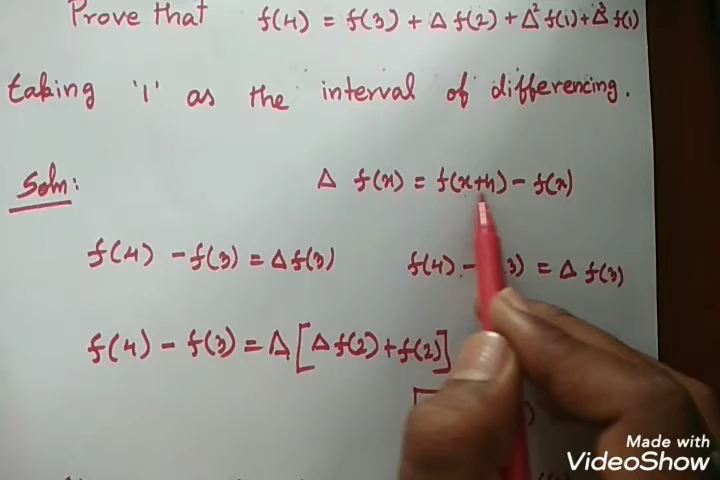 Prove that f(4) = f(3) + Δ f(2) + Δ² f(1) + Δ³ f(1)
taking '1' as the interval of differencing.
Soln:
Δ f(x) = f(x+h) - f(x)
f(4) - f(3) = Δ f(3) f(4) - 3) = Δ f(3)
f(4) - f(3) = Δ [Δ f(2) + f(2)]
Made with
VideoShow